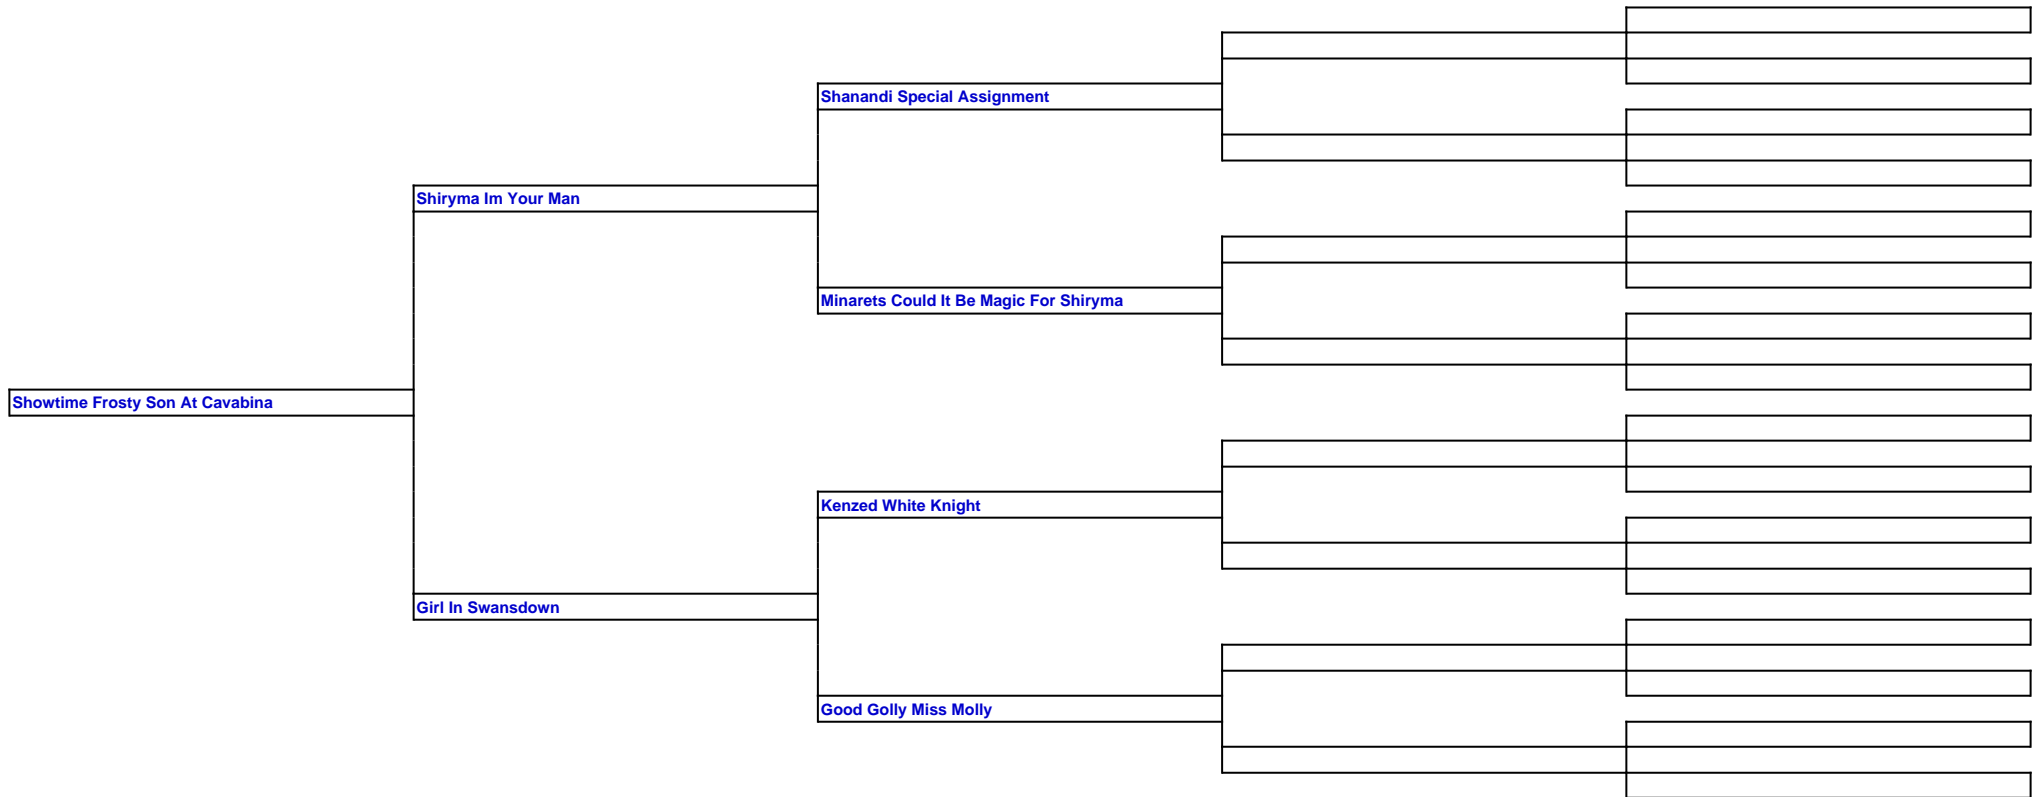 Shanandi Special Assignment
Shiryma Im Your Man
Minarets Could It Be Magic For Shiryma
Showtime Frosty Son At Cavabina
Kenzed White Knight
Girl In Swansdown
Good Golly Miss Molly